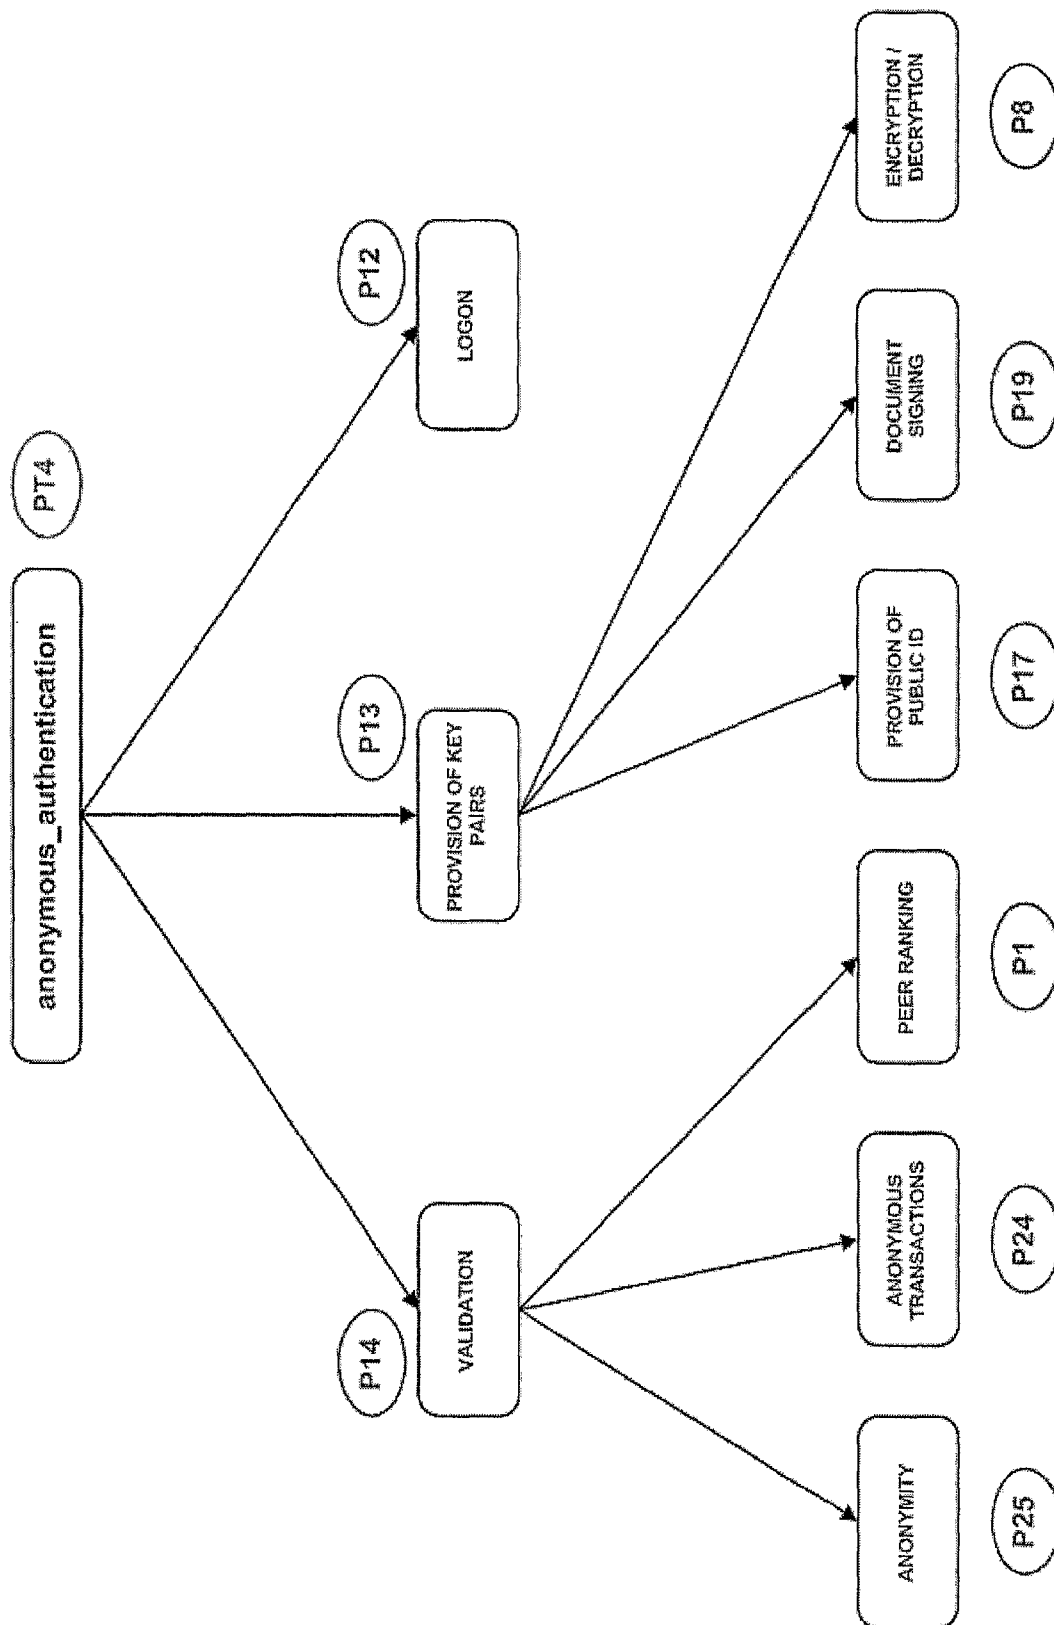 anonymous_authentication
PT4
P14
P13
P12
VALIDATION
PROVISION OF KEY
PAIRS
LOGON
ANONYMITY
ANONYMOUS
TRANSACTIONS
PEER RANKING
PROVISION OF
PUBLIC ID
DOCUMENT
SIGNING
ENCRYPTION /
DECRYPTION
P25
P24
P1
P17
P19
P8